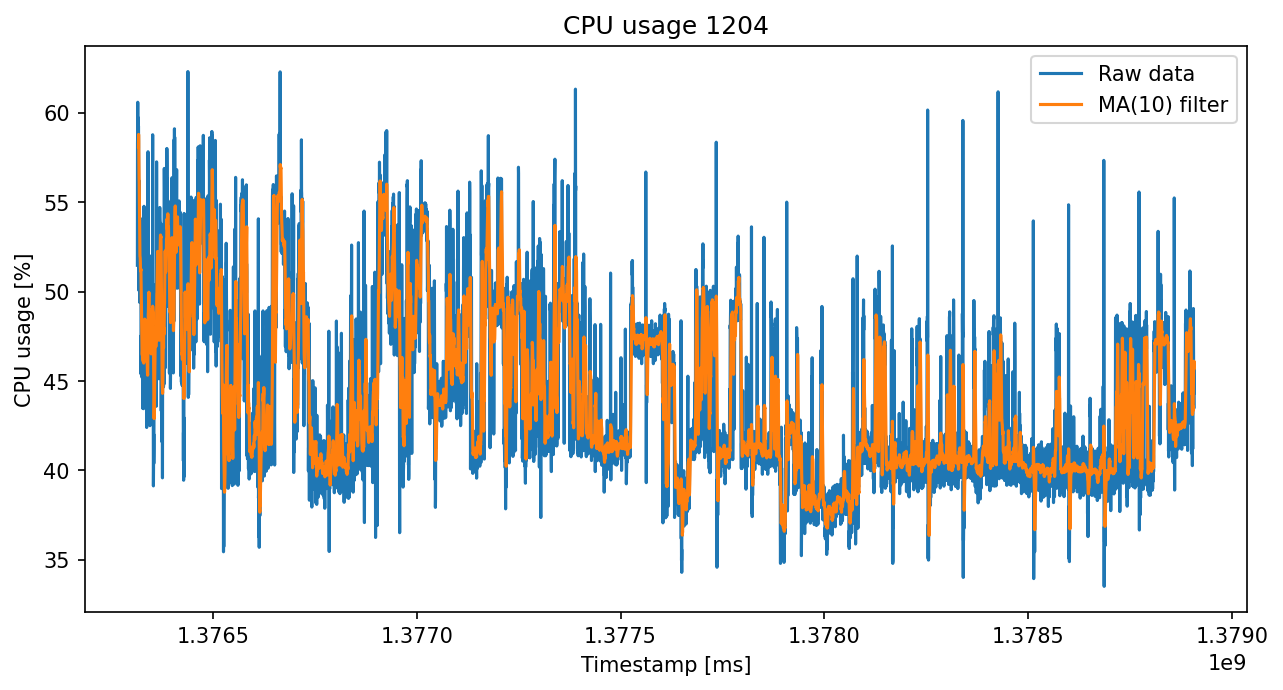 CPU usage 1204
Raw data
MA(10) filter
CPU usage [%]
60
55
50
45
40
35
1.3765 1.3770 1.3775 1.3780 1.3785 1.3790
1e9
Timestamp [ms]